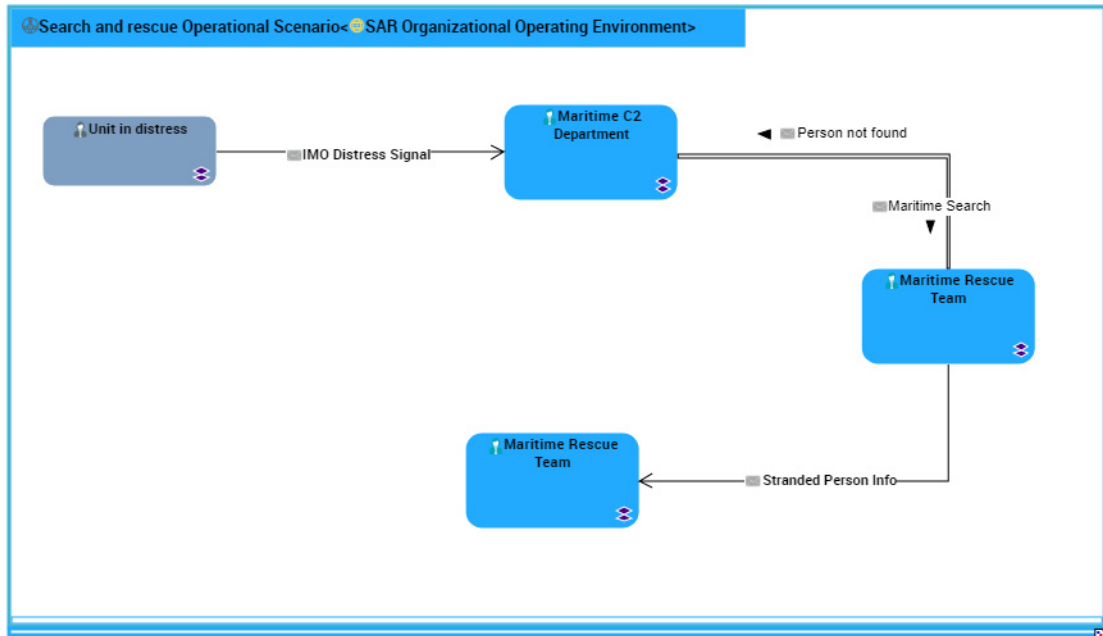 Search and rescue Operational Scenario<SAR Organizational Operating Environment>
Unit in distress
IMO Distress Signal
Maritime C2
Department
Person not found
Maritime Search
Maritime Rescue
Team
Maritime Rescue
Team
Stranded Person Info